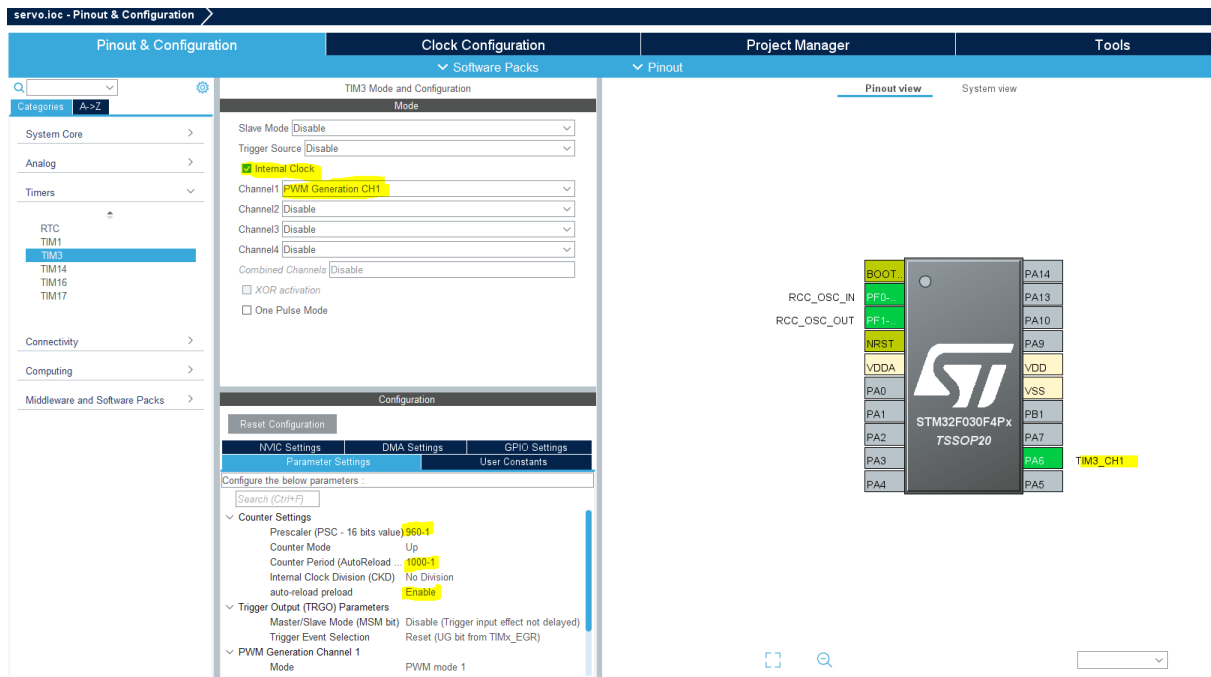 servo.ioc - Pinout & Configuration
Pinout & Configuration
Clock Configuration
Project Manager
Tools
Software Packs
Pinout
Categories
A->Z
System Core
Analog
Timers
RTC
TIM1
TIM3
TIM14
TIM16
TIM17
Connectivity
Computing
Middleware and Software Packs
TIM3 Mode and Configuration
Mode
Slave Mode Disable
Trigger Source Disable
Internal Clock
Channel1 PWM Generation CH1
Channel2 Disable
Channel3 Disable
Channel4 Disable
Combined Channels Disable
XOR activation
One Pulse Mode
Configuration
Reset Configuration
NVIC Settings
DMA Settings
GPIO Settings
Parameter Settings
User Constants
Configure the below parameters :
Search (Ctrl+F)
Counter Settings
Prescaler (PSC - 16 bits value) 960-1
Counter Mode Up
Counter Period (AutoReload ... 1000-1
Internal Clock Division (CKD) No Division
auto-reload preload Enable
Trigger Output (TRGO) Parameters
Master/Slave Mode (MSM bit) Disable (Trigger input effect not delayed)
Trigger Event Selection Reset (UG bit from TIMx_EGR)
PWM Generation Channel 1
Mode PWM mode 1
Pinout view
System view
BOOT..
RCC_OSC_IN PF0-..
RCC_OSC_OUT PF1-..
NRST
VDDA
PA0
PA1
PA2
PA3
PA4
ST
STM32F030F4Px
TSSOP20
PA14
PA13
PA10
PA9
VDD
VSS
PB1
PA7
PA6 TIM3_CH1
PA5